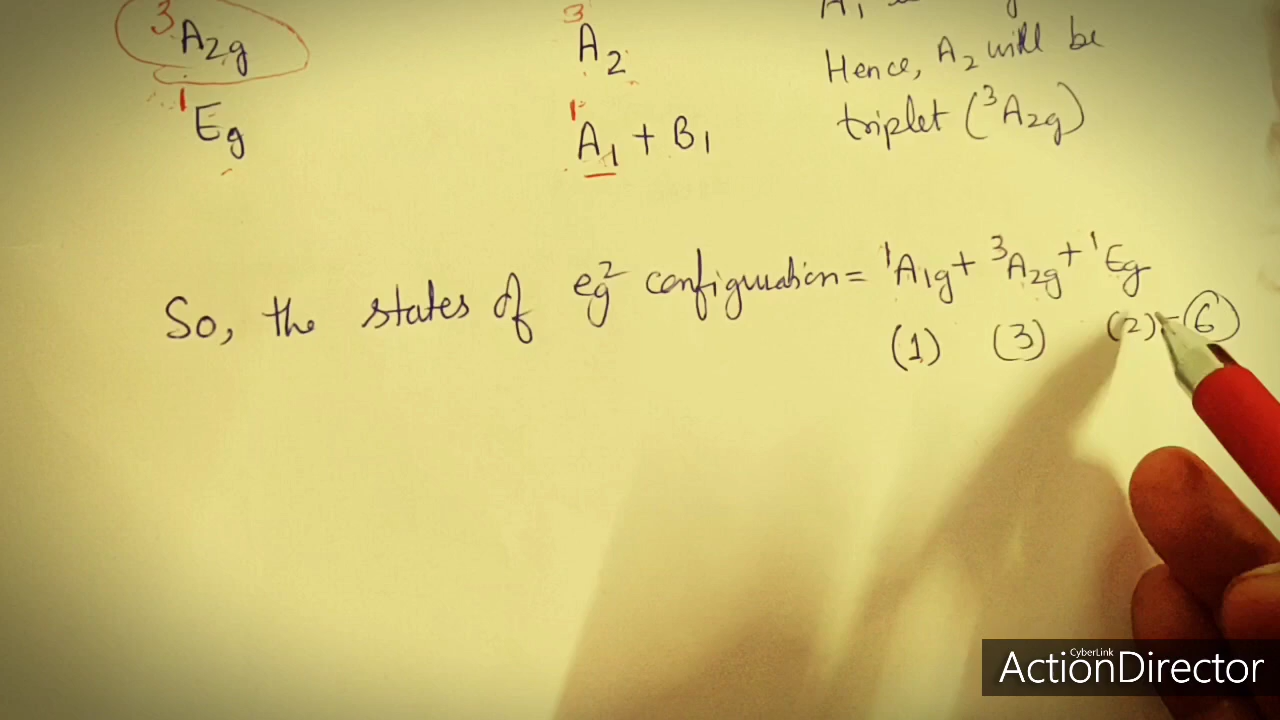 ³A₂g
³A₂
A₁
Hence, A₂ will be
triplet (³A₂g)
¹Eg
¹A₁ + B₁
So, the states of eg² configuration = ¹A₁g + ³A₂g + ¹Eg
(1) (3) (2) = 6
CyberLink
ActionDirector